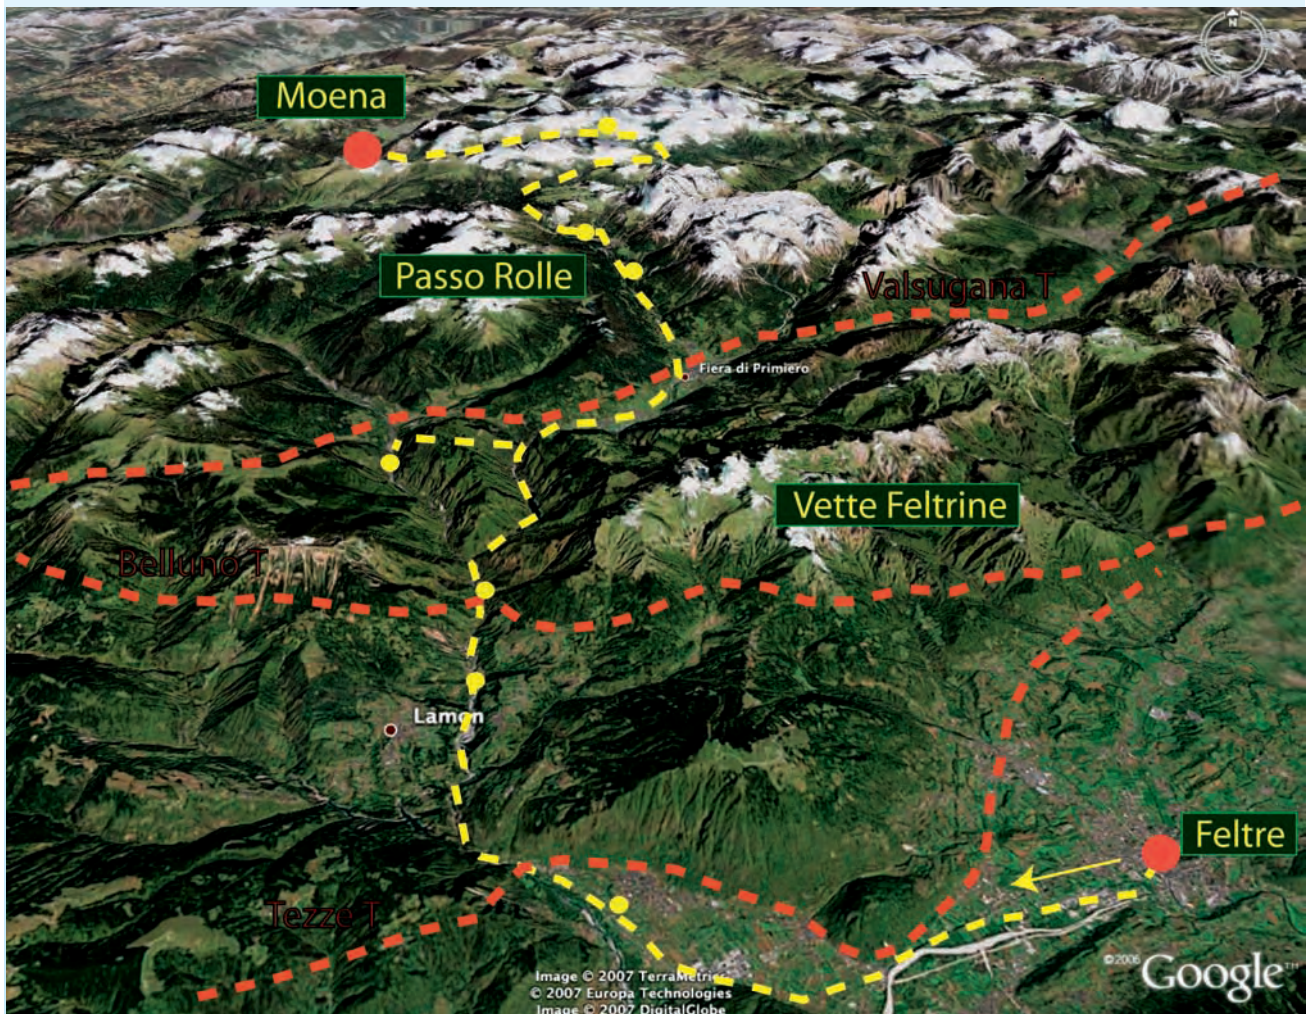 N
Moena
Passo Rolle
Valsugana T
Fiera di Primiero
Vette Feltrine
Belluno T
Lamon
Feltre
Tezze T
Image © 2007 TerraMetrics
© 2007 Europa Technologies
Image © 2007 DigitalGlobe
©2006 Google™